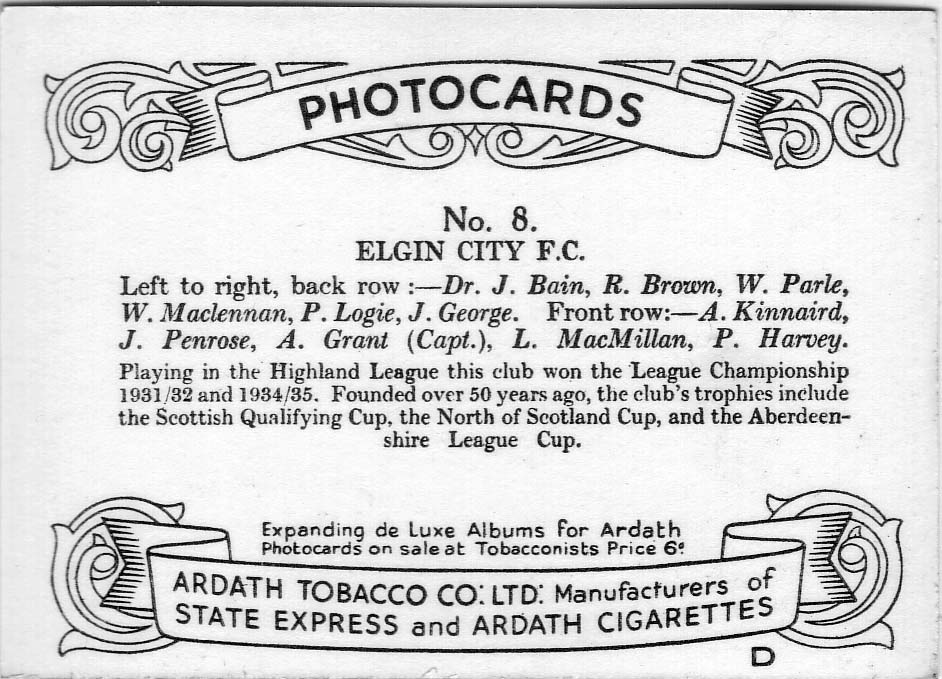 PHOTOCARDS
No. 8.
ELGIN CITY F.C.
Left to right, back row :—Dr. J. Bain, R. Brown, W. Parle,
W. Maclennan, P. Logie, J. George. Front row:—A. Kinnaird,
J. Penrose, A. Grant (Capt.), L. MacMillan, P. Harvey.
Playing in the Highland League this club won the League Championship
1931/32 and 1934/35. Founded over 50 years ago, the club's trophies include
the Scottish Qualifying Cup, the North of Scotland Cup, and the Aberdeen-
shire League Cup.
Expanding de Luxe Albums for Ardath
Photocards on sale at Tobacconists Price 6ᵈ
ARDATH TOBACCO CO: LTD: Manufacturers of
STATE EXPRESS and ARDATH CIGARETTES
D